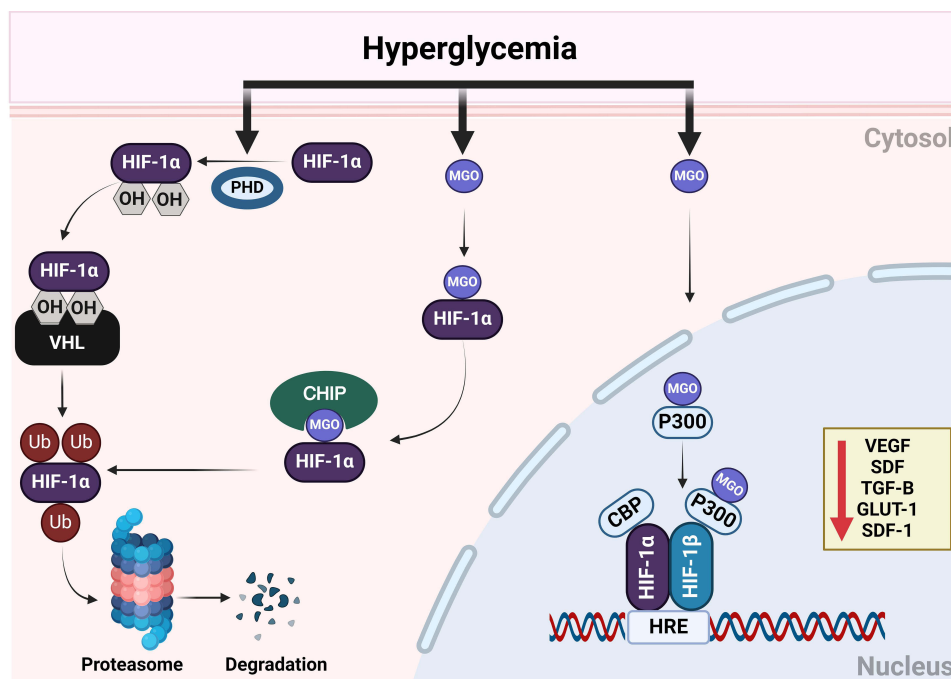 Hyperglycemia
Cytosol
HIF-1α
HIF-1α
OH
OH
PHD
MGO
MGO
HIF-1α
OH
OH
VHL
MGO
HIF-1α
CHIP
MGO
HIF-1α
Ub
Ub
HIF-1α
Ub
Proteasome
Degradation
MGO
P300
MGO
P300
CBP
HIF-1α
HIF-1β
HRE
VEGF
SDF
TGF-B
GLUT-1
SDF-1
Nucleus